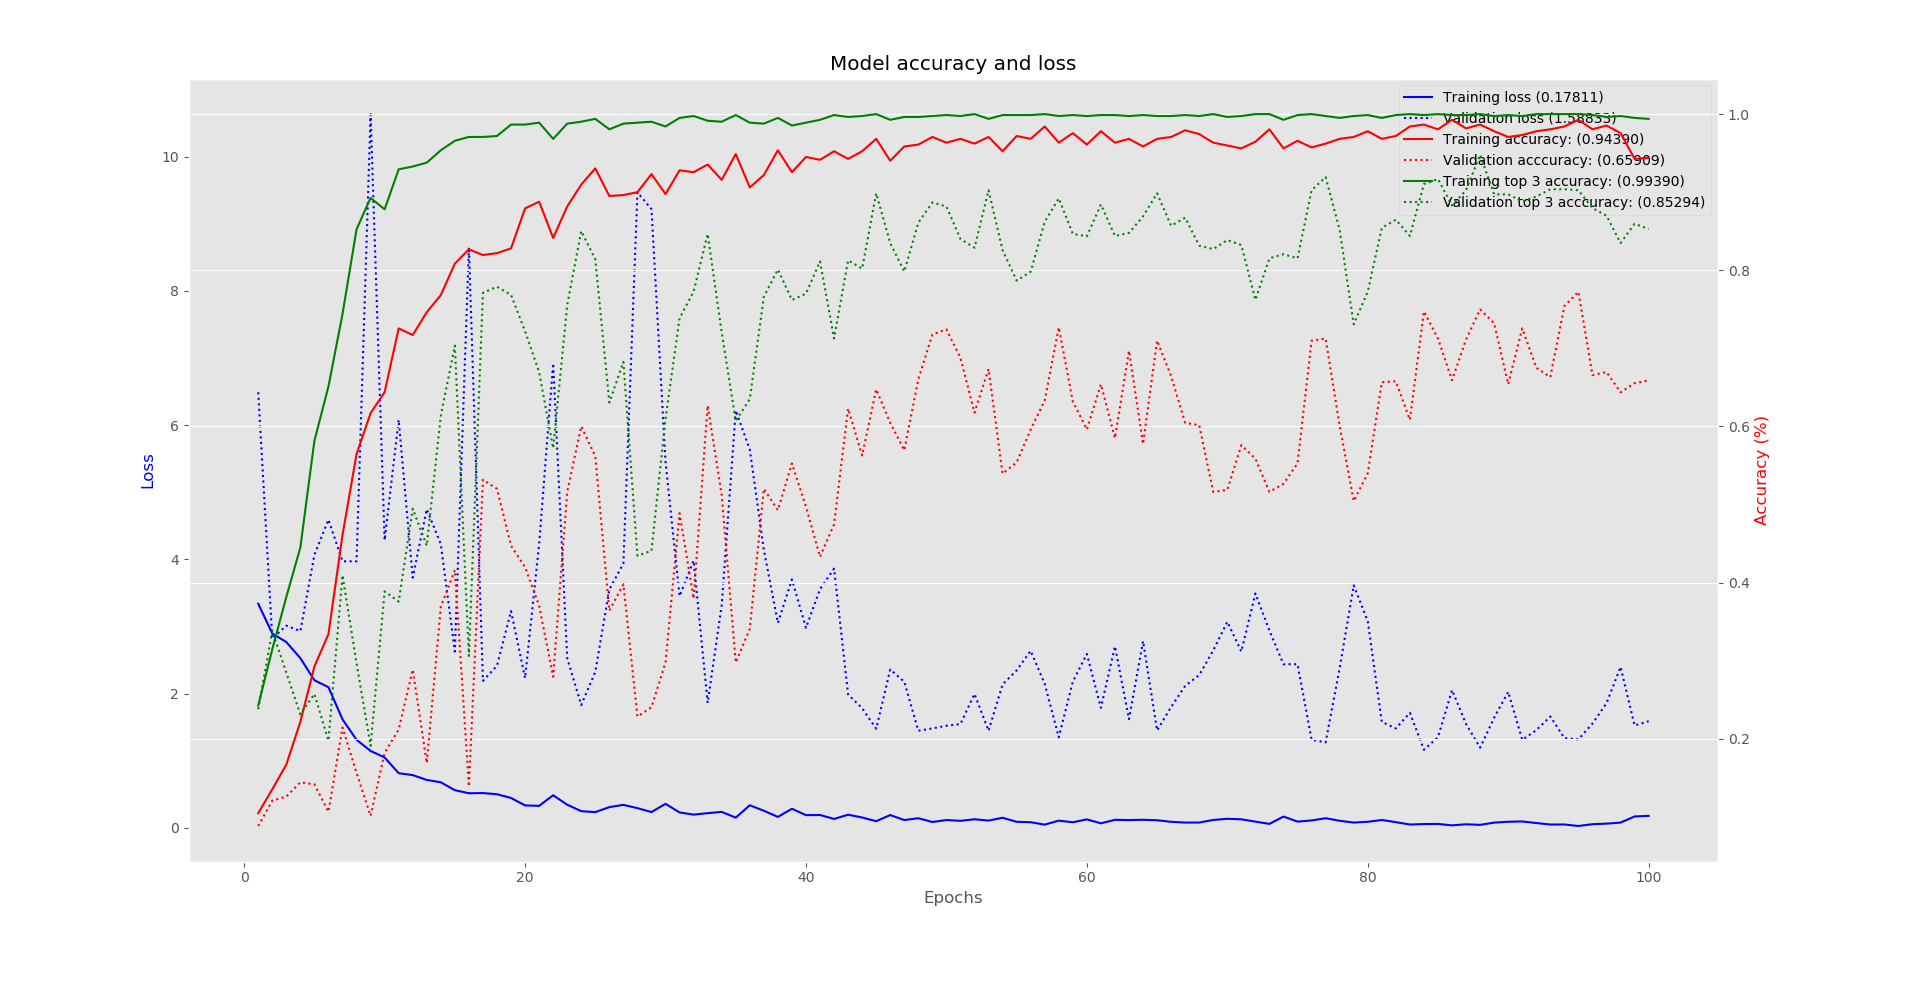 Model accuracy and loss
Training loss (0.17811)
Validation loss (1.58833)
Training accuracy: (0.94390)
Validation acccuracy: (0.65909)
Training top 3 accuracy: (0.99390)
Validation top 3 acccuracy: (0.85294)
10
8
6
4
2
0
Loss
1.0
0.8
0.6
0.4
0.2
Accuracy (%)
0 20 40 60 80 100
Epochs